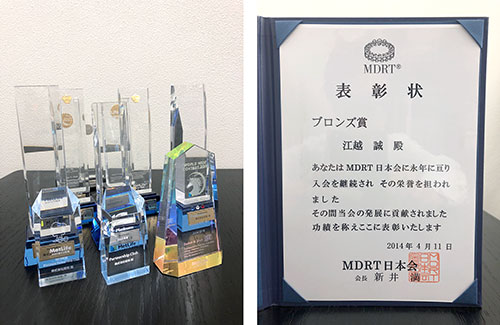 MetLife
Platinum
MetLife
Partnership Club
MDRT®
表彰状
ブロンズ賞
江越 誠 殿
あなたは MDRT 日本会に永年に亘り
入会を継続され その栄誉を担われ
ました
その間当会の発展に貢献されました
功績を称えここに表彰いたします
2014年4月11日
MDRT日本会
会長 新井 満